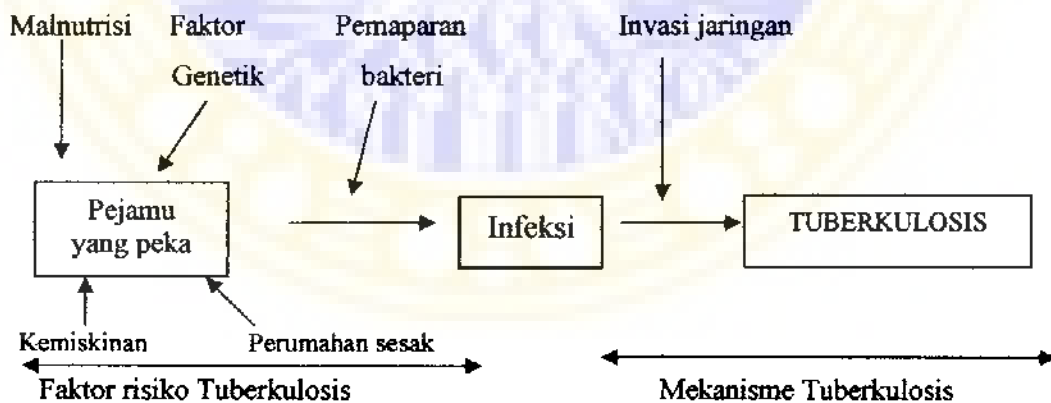 Malnutrisi Faktor Pemaparan Invasi jaringan
Genetik bakteri
Pejamu
yang peka
Infeksi
TUBERKULOSIS
Kemiskinan Perumahan sesak
Faktor risiko Tuberkulosis Mekanisme Tuberkulosis